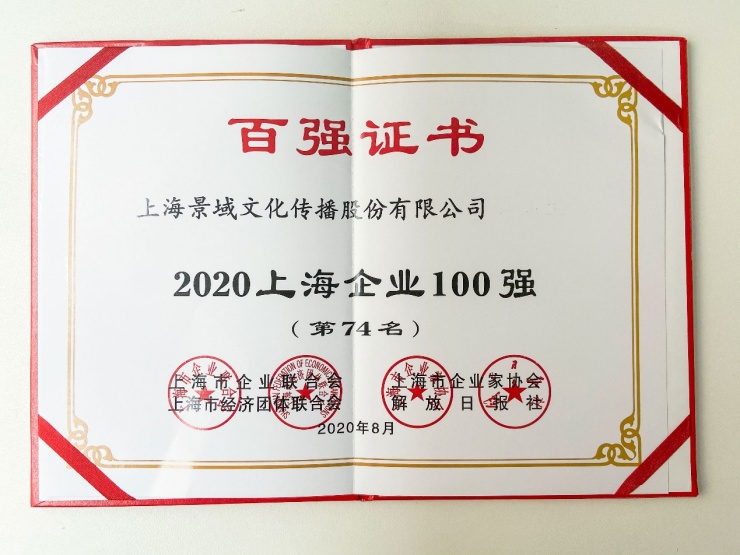 百强证书
上海景域文化传播股份有限公司
2020上海企业100强
（第74名）
上海市企业联合会 上海市企业家协会
上海市经济团体联合会 解放日报社
2020年8月